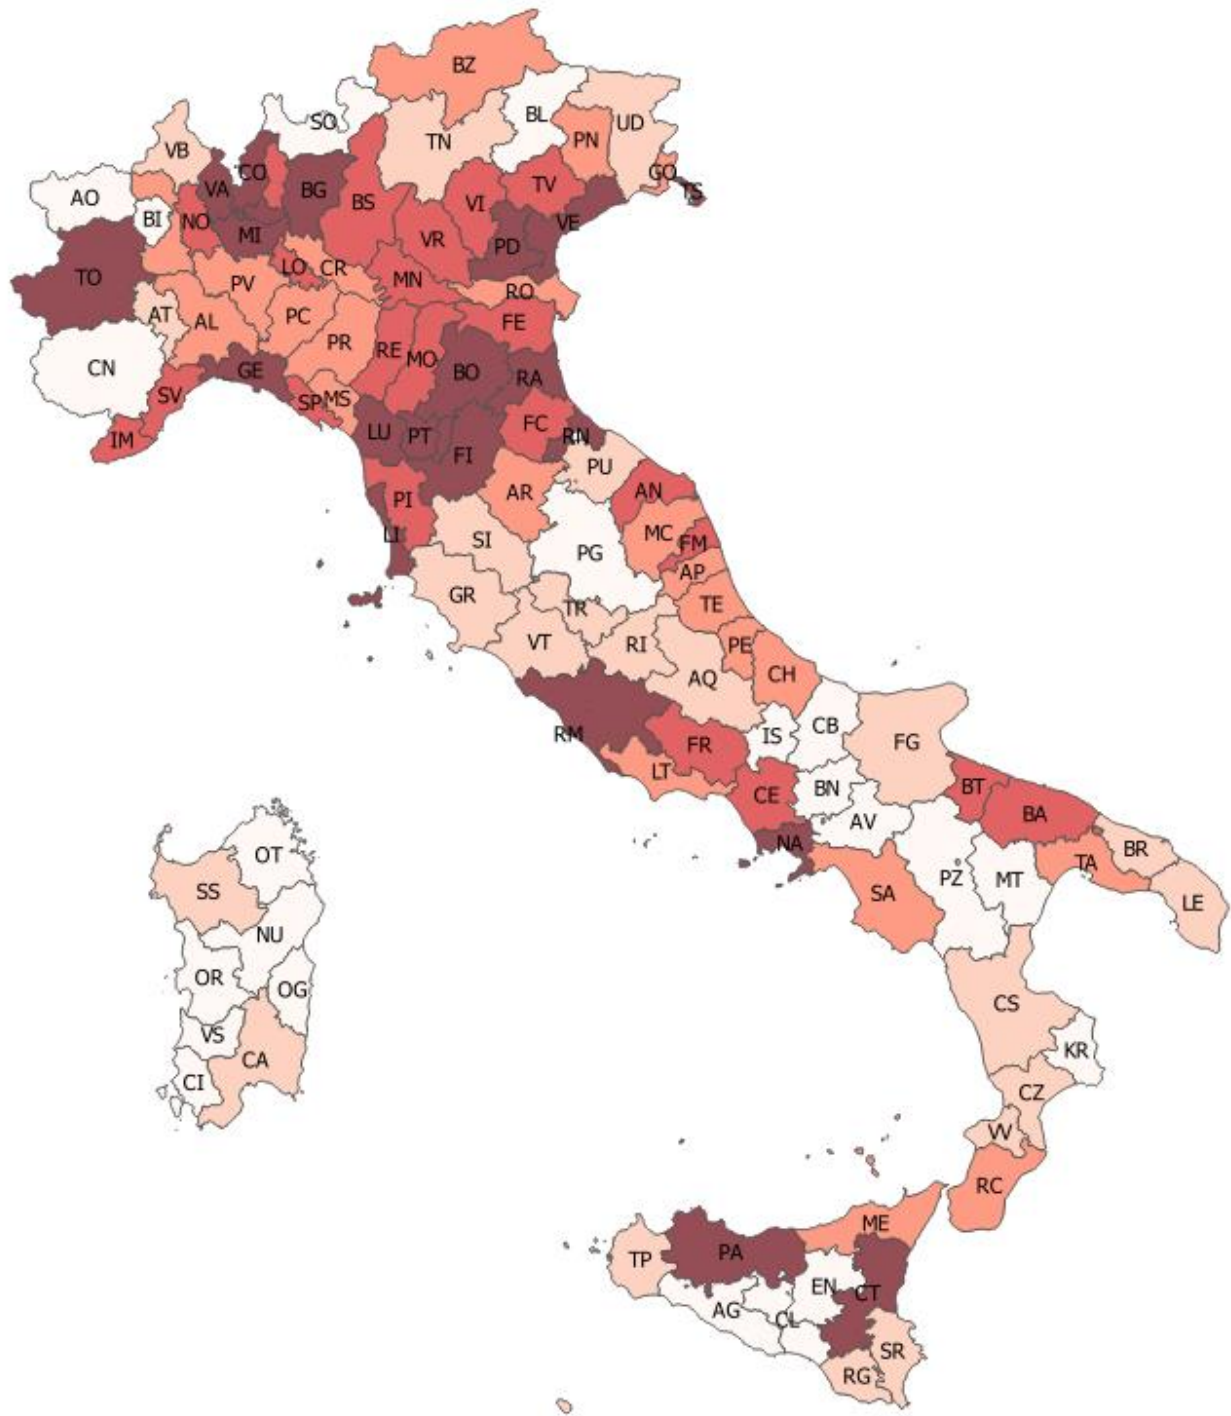 BZ
SO
BL
UD
TN
PN
VB
GO
CO
TS
AO
VA
BG
BS
VI
TV
BI
NO
MI
VR
PD
VE
TO
LO
CR
MN
PV
RO
AT
AL
PC
FE
PR
RE
MO
BO
RA
CN
GE
SV
SP
MS
IM
LU
PT
FC
RN
FI
PU
AR
AN
PI
LI
SI
PG
MC
FM
AP
GR
TR
TE
VT
RI
PE
AQ
CH
RM
IS
CB
FG
FR
LT
CE
BN
BT
AV
BA
NA
BR
TA
OT
SS
PZ
MT
SA
LE
NU
OR
OG
CS
VS
CA
KR
CI
CZ
VV
RC
ME
TP
PA
EN
CT
AG
CL
SR
RG